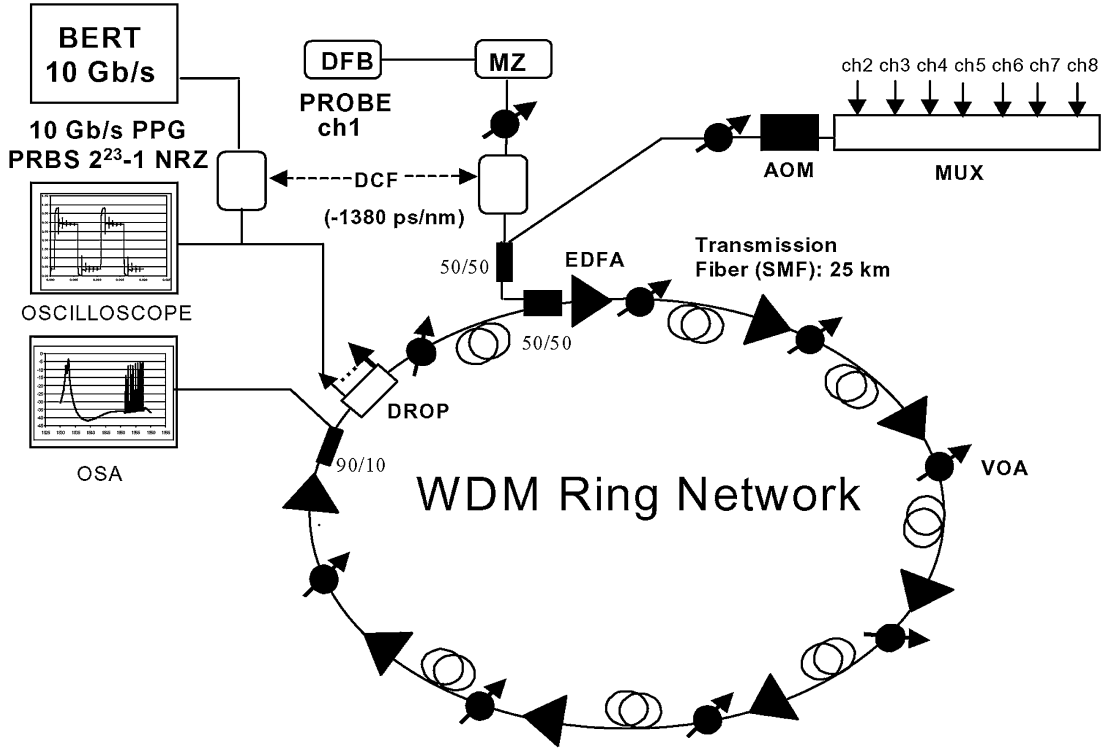 BERT
10 Gb/s
10 Gb/s PPG
PRBS 2²³-1 NRZ
OSCILLOSCOPE
OSA
DFB
MZ
PROBE
ch1
DCF
(-1380 ps/nm)
50/50
50/50
EDFA
ch2 ch3 ch4 ch5 ch6 ch7 ch8
AOM
MUX
Transmission
Fiber (SMF): 25 km
DROP
90/10
VOA
WDM Ring Network